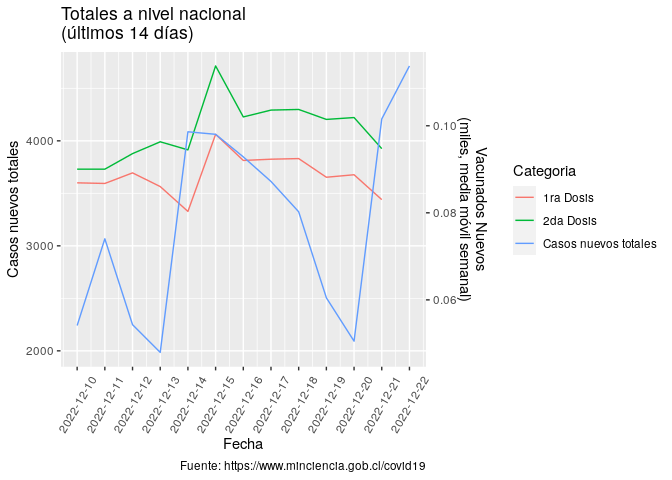 Totales a nivel nacional
(últimos 14 días)
Casos nuevos totales
4000
3000
2000
0.10
0.08
0.06
Vacunados Nuevos
(miles, media móvil semanal)
2022-12-10
2022-12-11
2022-12-12
2022-12-13
2022-12-14
2022-12-15
2022-12-16
2022-12-17
2022-12-18
2022-12-19
2022-12-20
2022-12-21
2022-12-22
Fecha
Categoria
1ra Dosis
2da Dosis
Casos nuevos totales
Fuente: https://www.minciencia.gob.cl/covid19